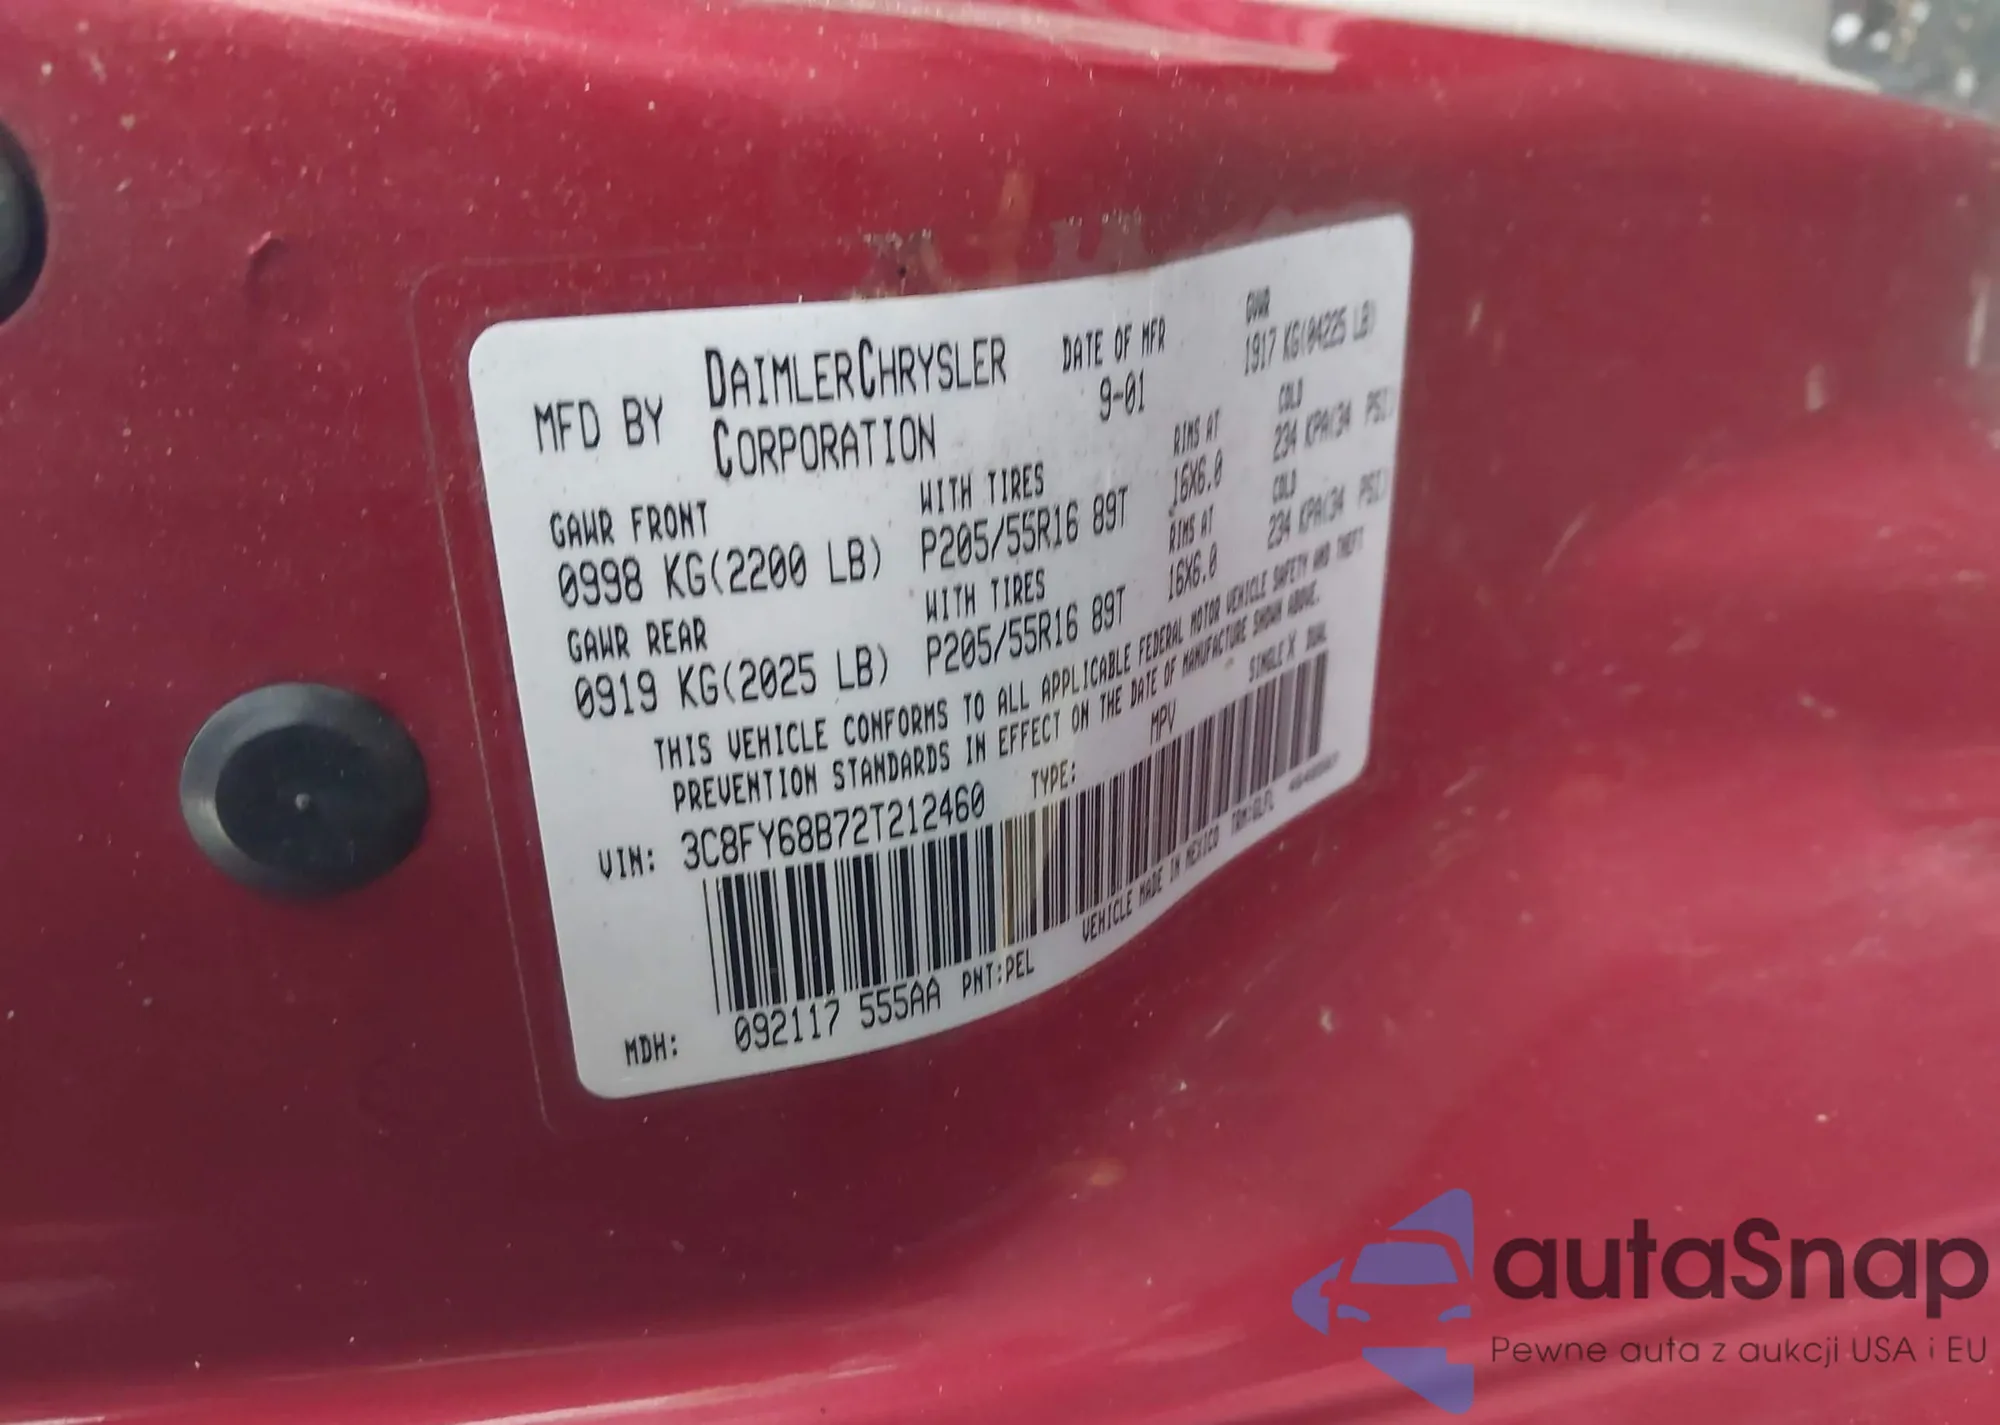 MFD BY DAIMLERCHRYSLER CORPORATION
DATE OF MFR
9-01
GVWR
1917 KG(04225 LB)
GAWR FRONT WITH TIRES RIMS AT COLD
0998 KG(2200 LB) P205/55R16 89T 16X6.0 234 KPA(34 PSI)
GAWR REAR WITH TIRES RIMS AT COLD
0919 KG(2025 LB) P205/55R16 89T 16X6.0 234 KPA(34 PSI)
THIS VEHICLE CONFORMS TO ALL APPLICABLE FEDERAL MOTOR VEHICLE SAFETY AND THEFT
PREVENTION STANDARDS IN EFFECT ON THE DATE OF MANUFACTURE SHOWN ABOVE.
VIN: 3C8FY68B72T212460 TYPE: MPV SINGLE X DUAL
MDH: 092117 555AA PNT:PEL VEHICLE MADE IN MEXICO
autaSnap
Pewne auta z aukcji USA i EU